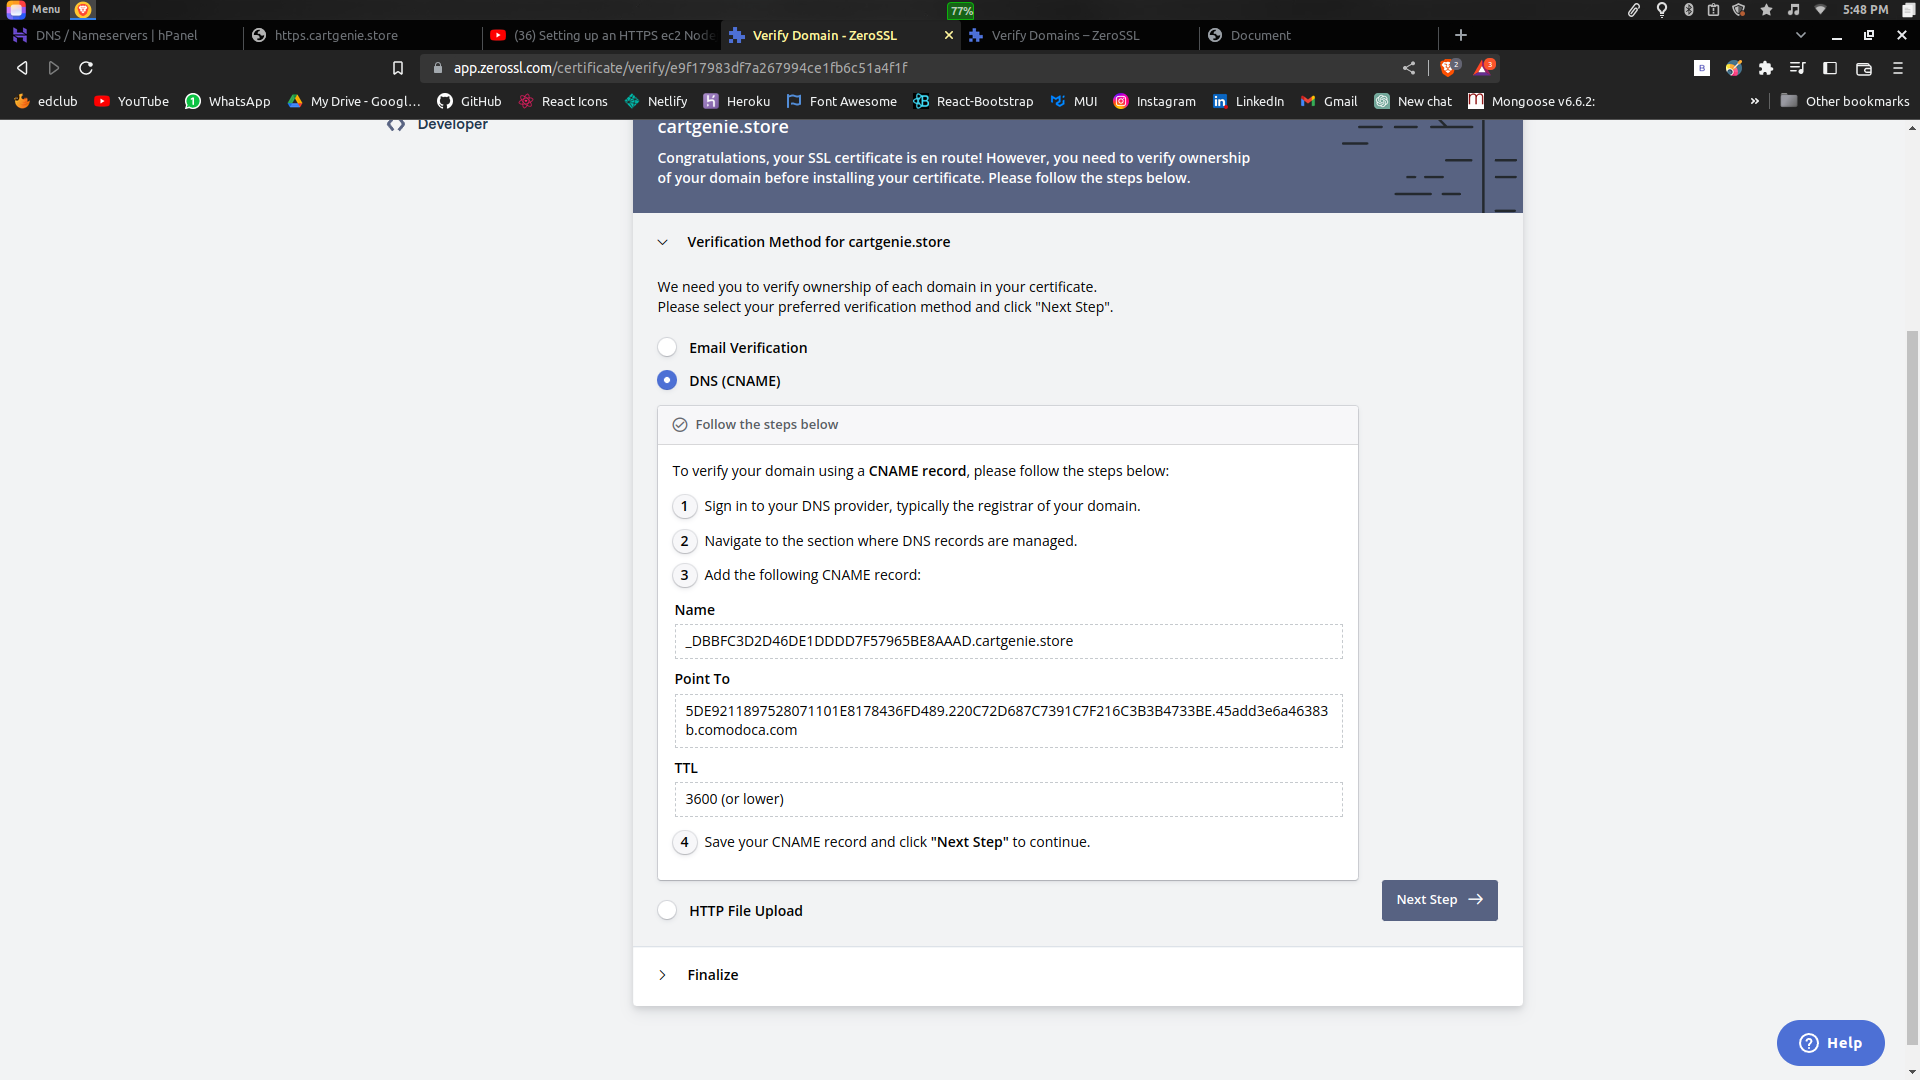 Menu
77%
5:48 PM
DNS / Nameservers | hPanel
https.cartgenie.store
(36) Setting up an HTTPS ec2 Node
Verify Domain - ZeroSSL
Verify Domains – ZeroSSL
Document
app.zerossl.com/certificate/verify/e9f17983df7a267994ce1fb6c51a4f1f
2
3
edclub
YouTube
1
WhatsApp
My Drive - Googl...
GitHub
React Icons
Netlify
Heroku
Font Awesome
React-Bootstrap
MUI
Instagram
LinkedIn
Gmail
New chat
Mongoose v6.6.2:
»
Other bookmarks
Developer
cartgenie.store
Congratulations, your SSL certificate is en route! However, you need to verify ownership
of your domain before installing your certificate. Please follow the steps below.
Verification Method for cartgenie.store
We need you to verify ownership of each domain in your certificate.
Please select your preferred verification method and click "Next Step".
Email Verification
DNS (CNAME)
Follow the steps below
To verify your domain using a CNAME record, please follow the steps below:
1 Sign in to your DNS provider, typically the registrar of your domain.
2 Navigate to the section where DNS records are managed.
3 Add the following CNAME record:
Name
_DBBFC3D2D46DE1DDDD7F57965BE8AAAD.cartgenie.store
Point To
5DE9211897528071101E8178436FD489.220C72D687C7391C7F216C3B3B4733BE.45add3e6a46383
b.comodoca.com
TTL
3600 (or lower)
4 Save your CNAME record and click "Next Step" to continue.
HTTP File Upload
Next Step
Finalize
Help